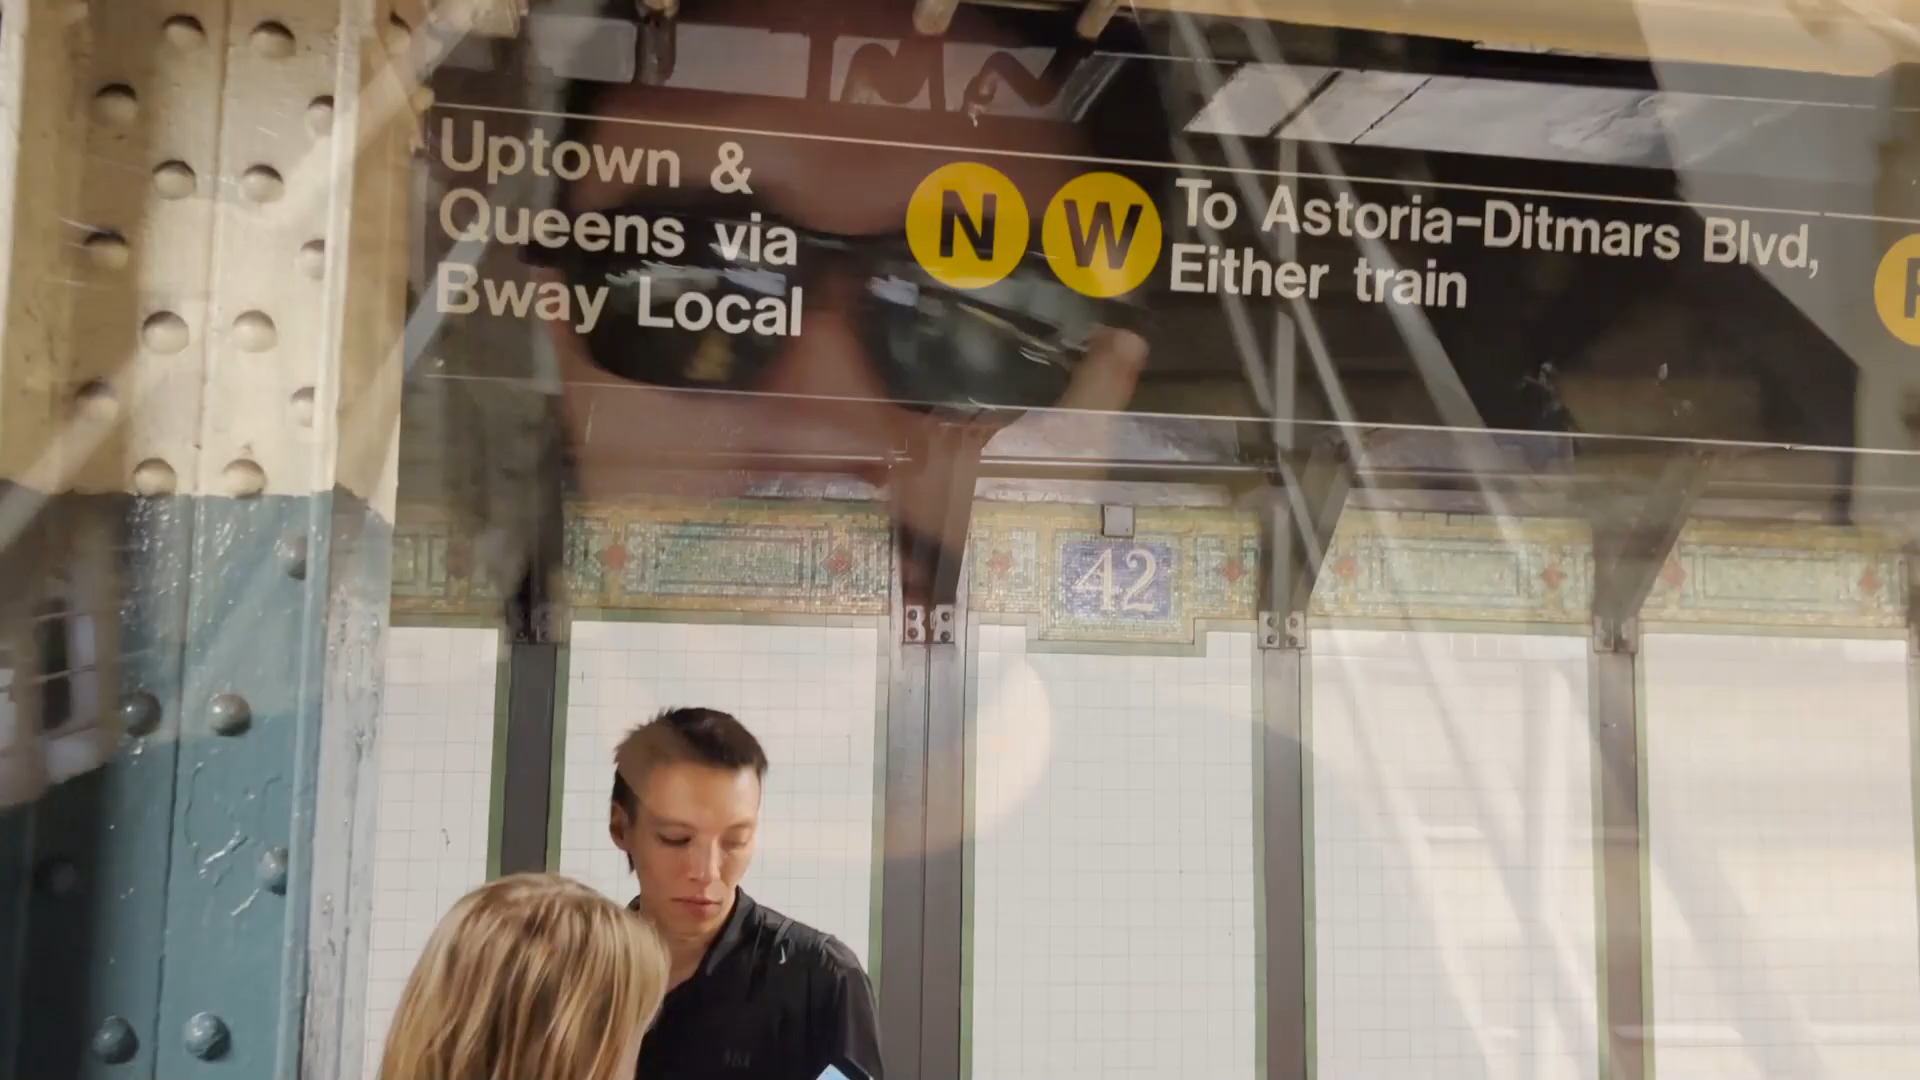 Uptown &
Queens via
Bway Local
N W
To Astoria-Ditmars Blvd,
Either train
42